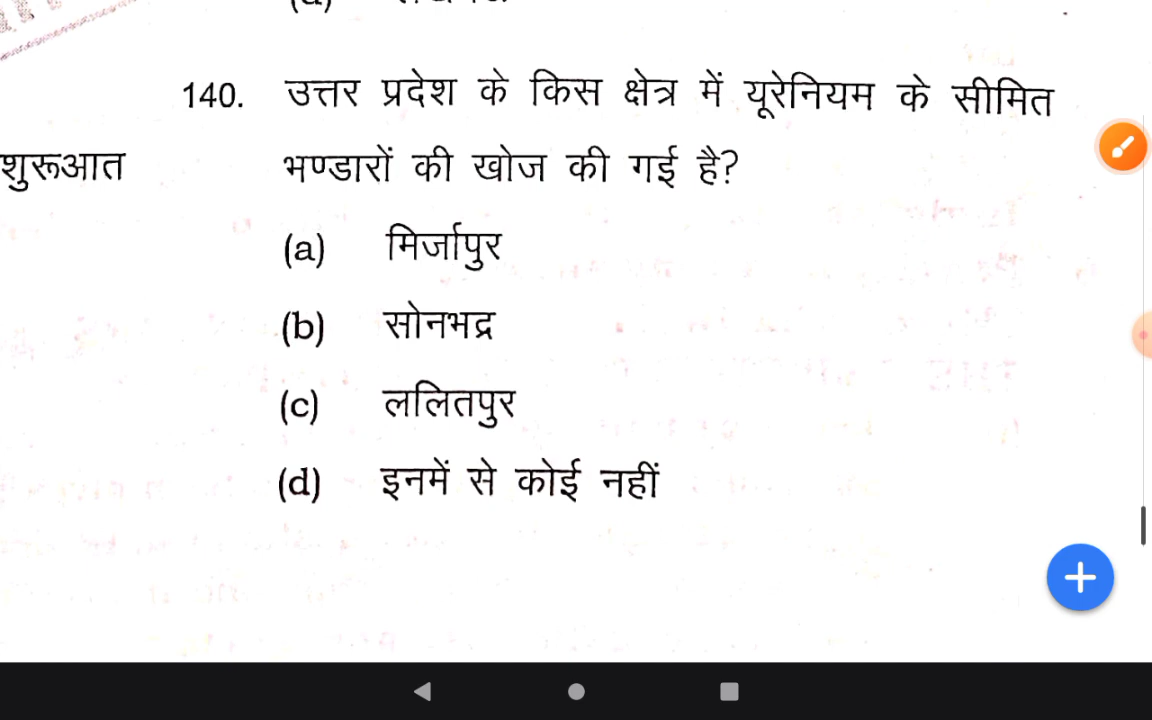 140. उत्तर प्रदेश के किस क्षेत्र में यूरेनियम के सीमित
शुरूआत
भण्डारों की खोज की गई है?
(a) मिर्जापुर
(b) सोनभद्र
(c) ललितपुर
(d) इनमें से कोई नहीं